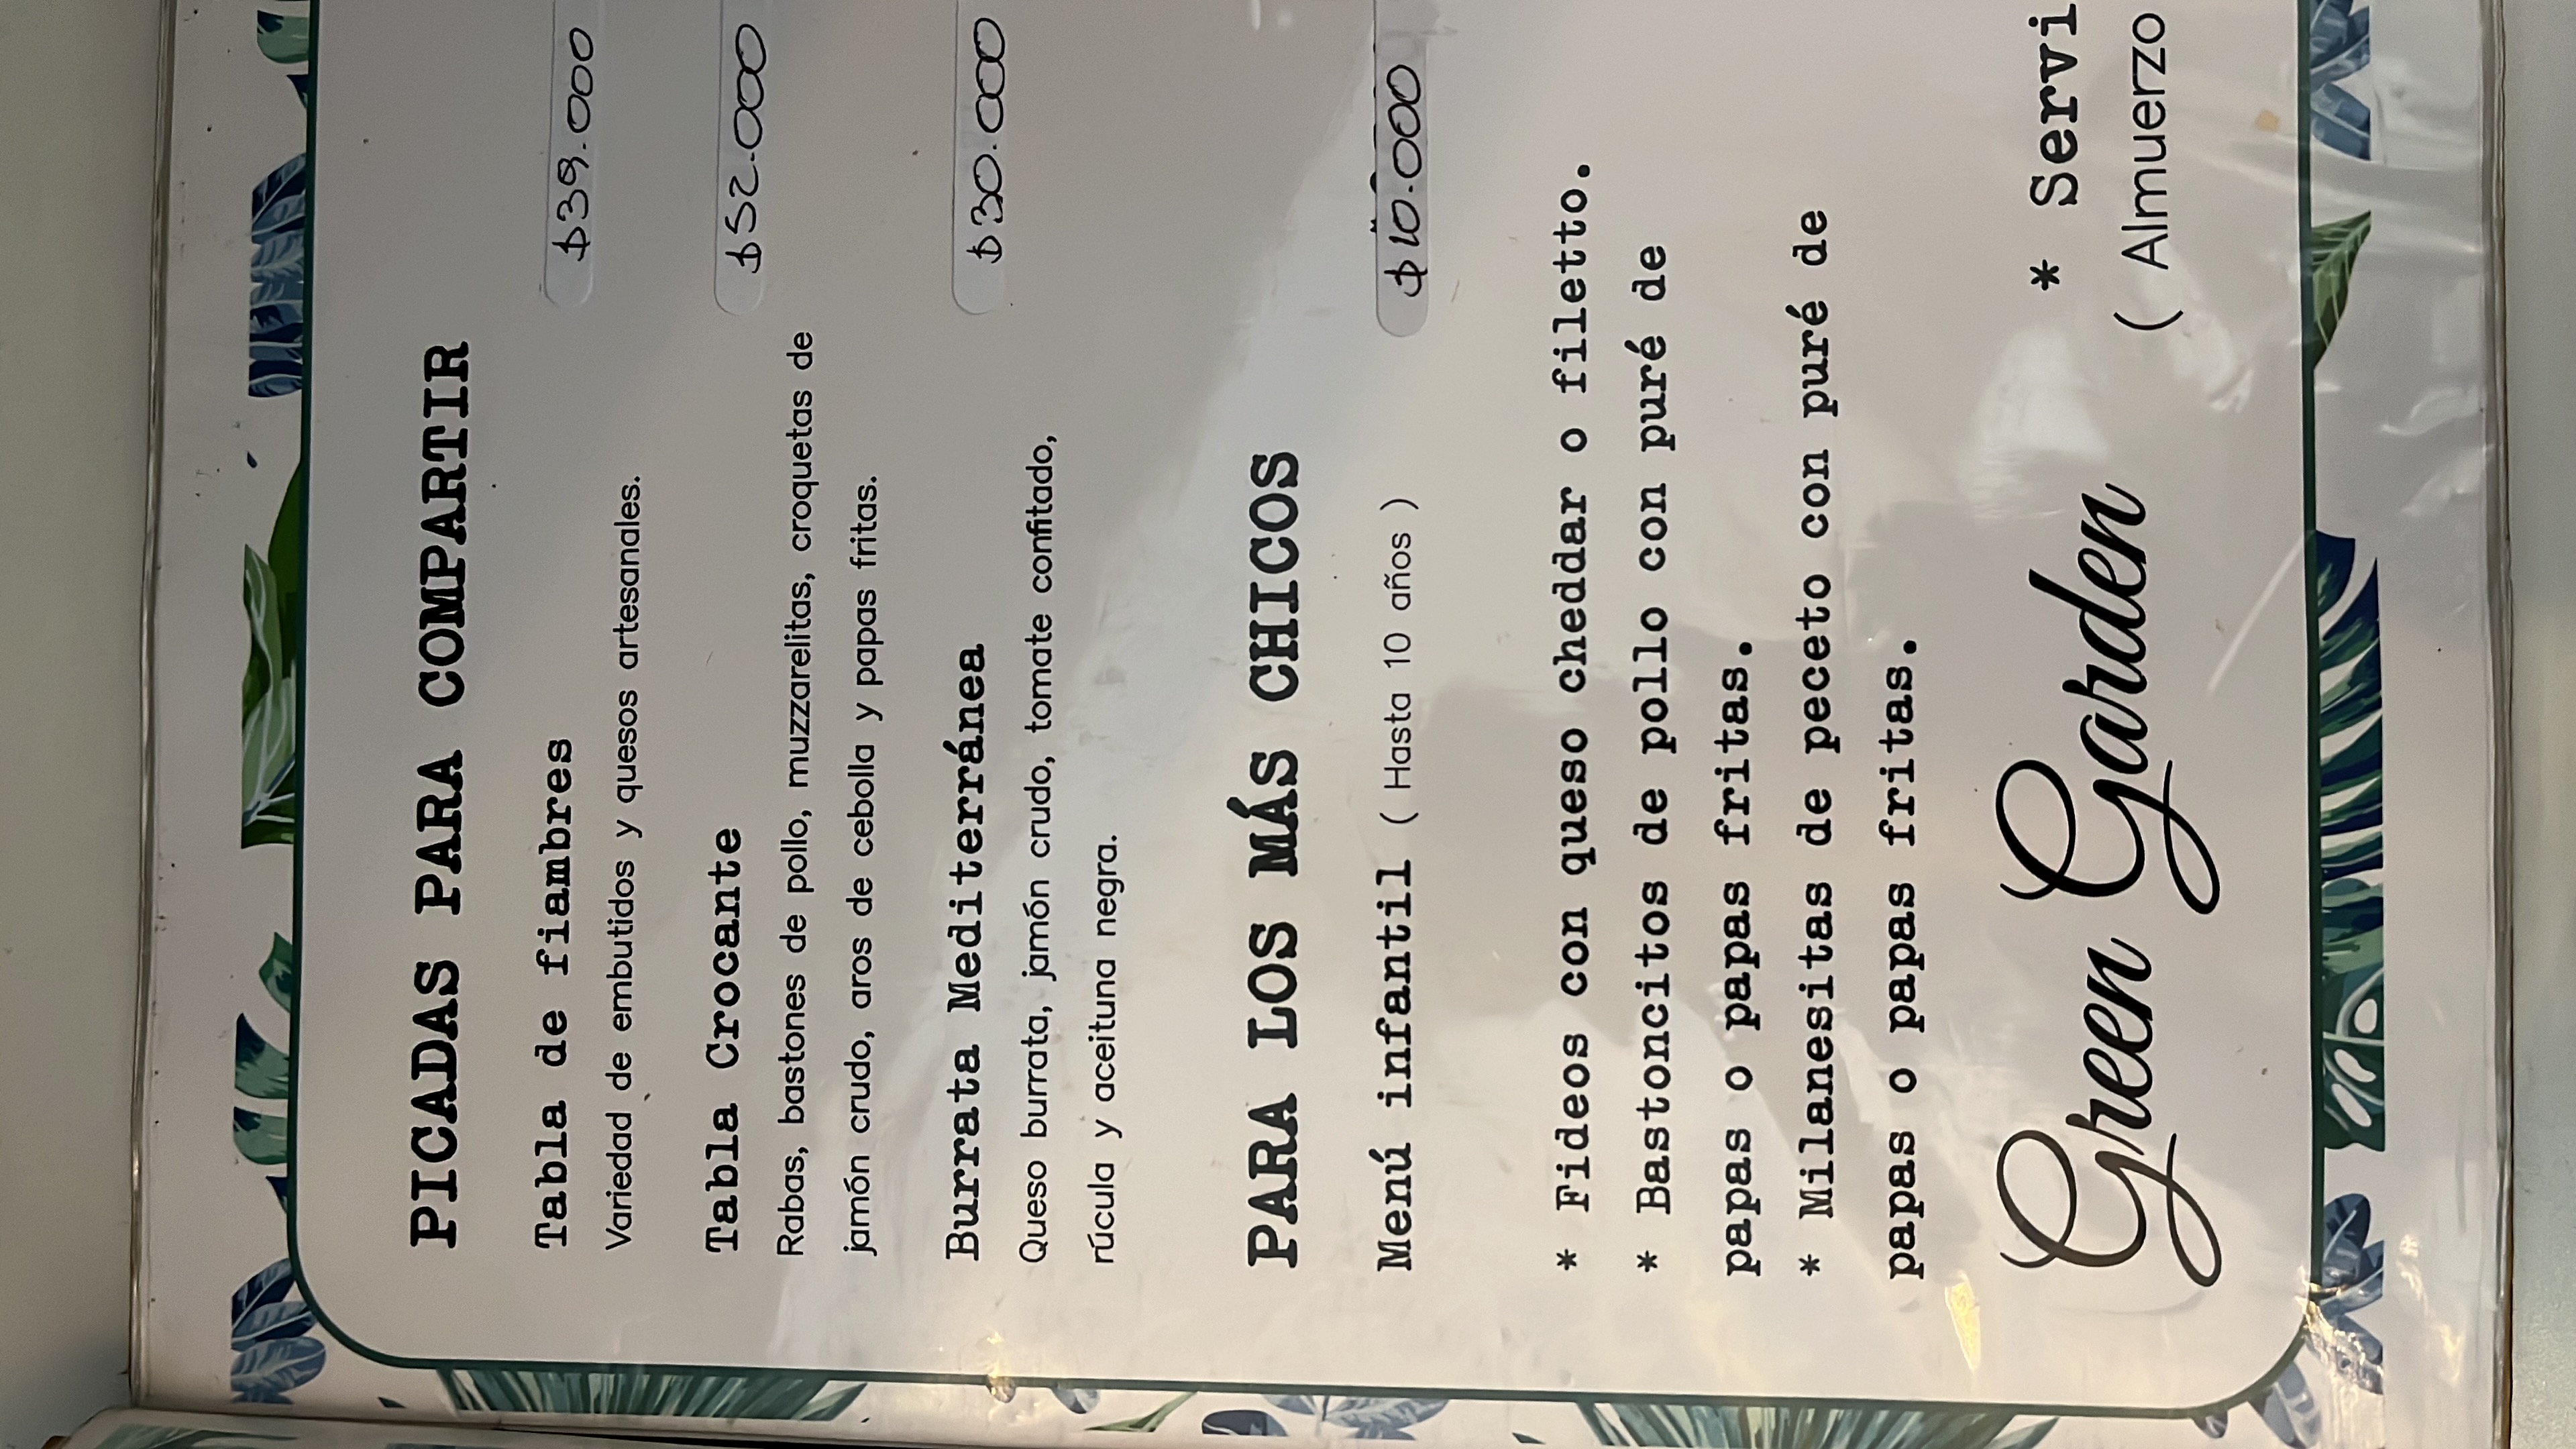 PICADAS PARA COMPARTIR
Tabla de fiambres $39.000
Variedad de embutidos y quesos artesanales.
Tabla Crocante $52.000
Rabas, bastones de pollo, muzzarelitas, croquetas de
jamón crudo, aros de cebolla y papas fritas.
Burrata Mediterránea $30.000
Queso burrata, jamón crudo, tomate confitado,
rúcula y aceituna negra.
PARA LOS MÁS CHICOS
Menú infantil ( Hasta 10 años ) $10.000
* Fideos con queso cheddar o filetto.
* Bastoncitos de pollo con puré de
papas o papas fritas.
* Milanesitas de peceto con puré de
papas o papas fritas.
Green Garden
* Servi
( Almuerzo